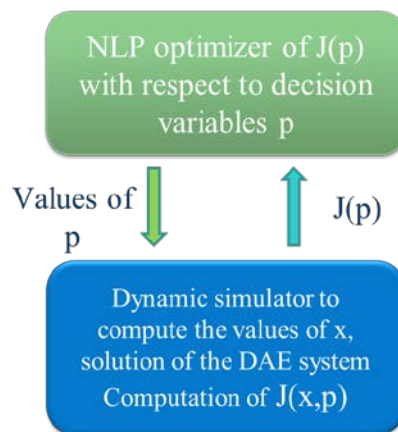 NLP optimizer of J(p)
with respect to decision
variables p
Values of
p
J(p)
Dynamic simulator to
compute the values of x,
solution of the DAE system
Computation of J(x,p)